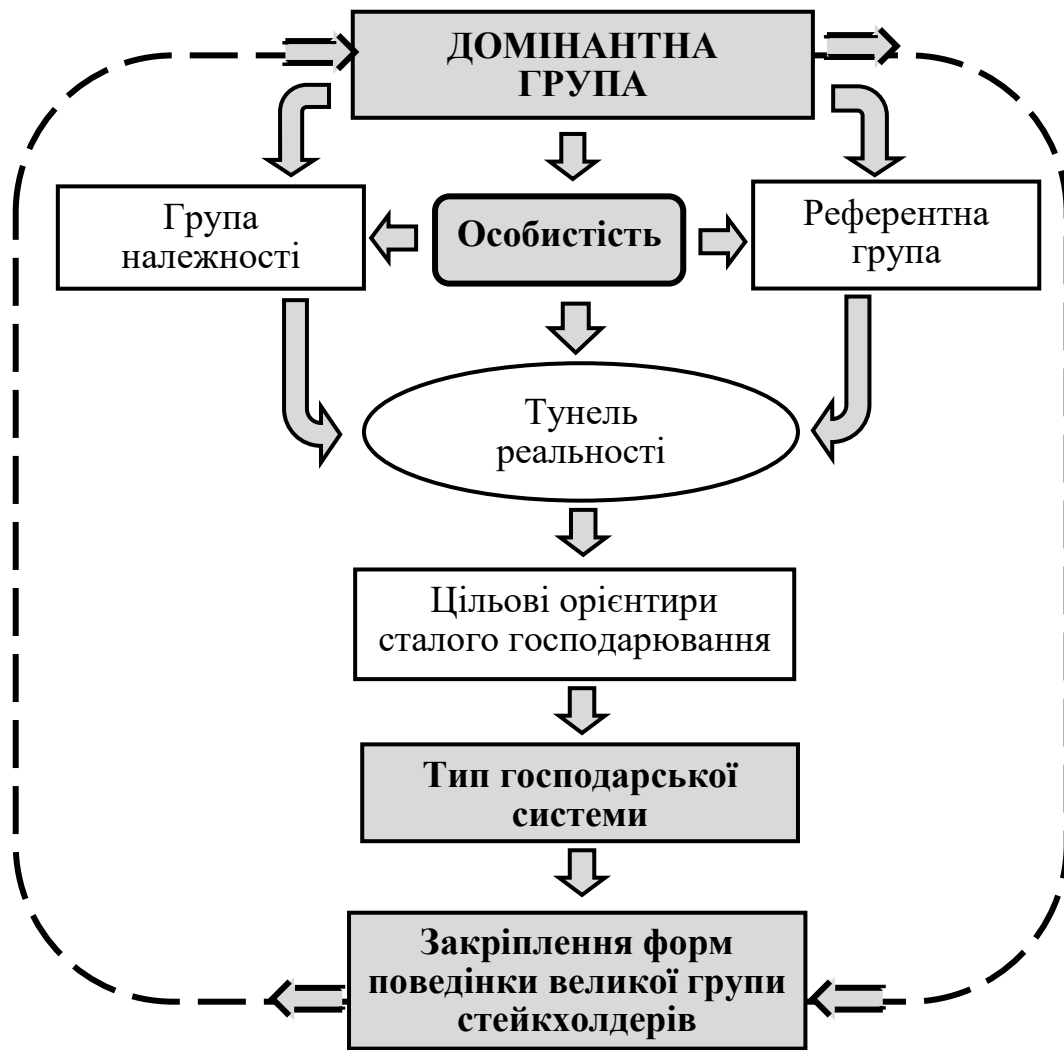 ДОМІНАНТНА
ГРУПА
Група
належності
Особистість
Референтна
група
Тунель
реальності
Цільові орієнтири
сталого господарювання
Тип господарської
системи
Закріплення форм
поведінки великої групи
стейкхолдерів